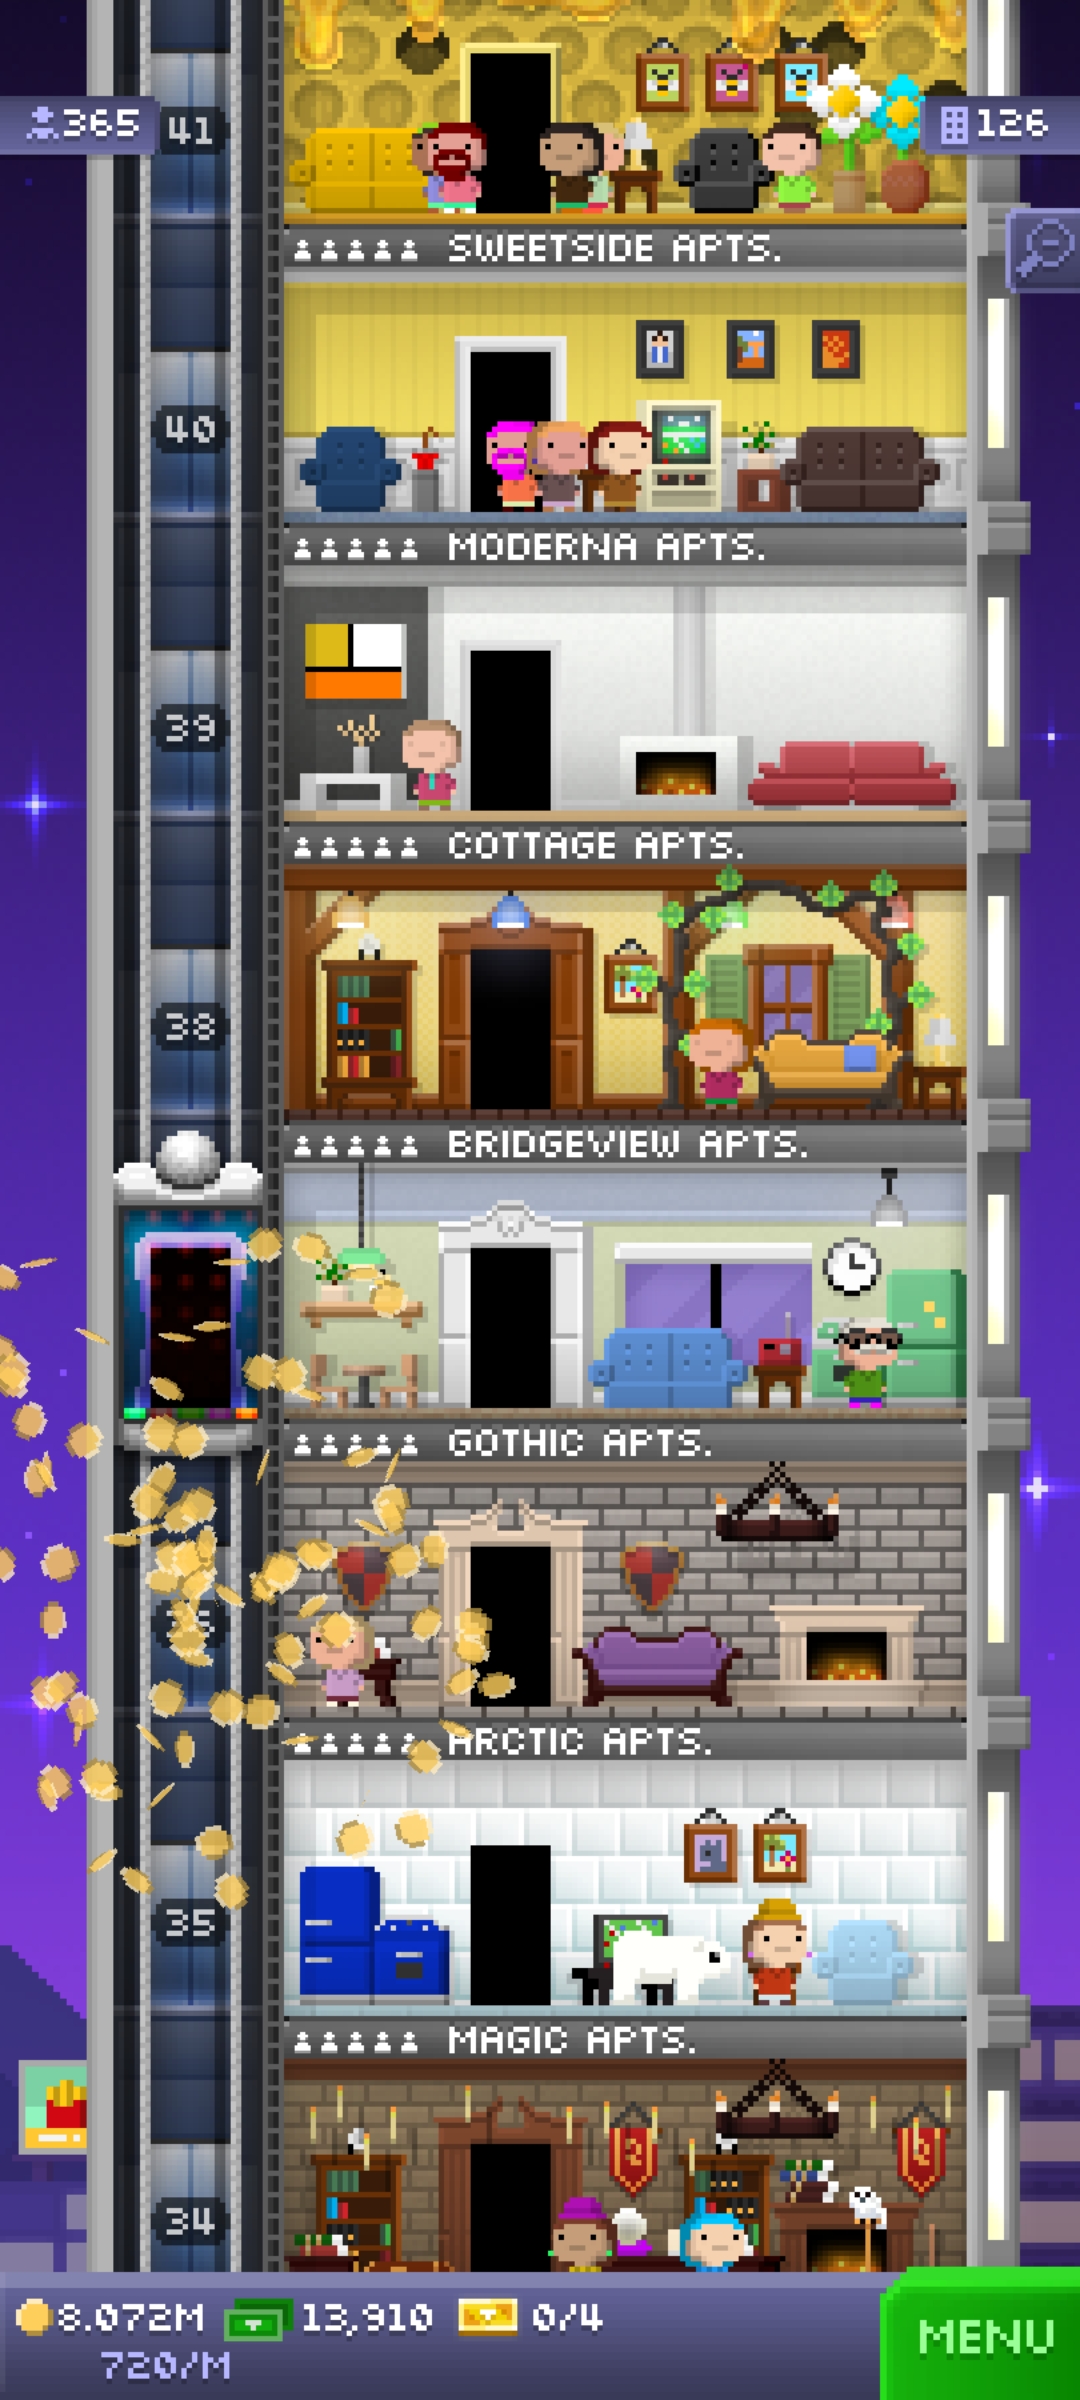 365
126
41
SWEETSIDE APTS.
40
MODERNA APTS.
39
COTTAGE APTS.
38
BRIDGEVIEW APTS.
GOTHIC APTS.
ARCTIC APTS.
35
MAGIC APTS.
34
8.072M 13,910 0/4
720/M
MENU